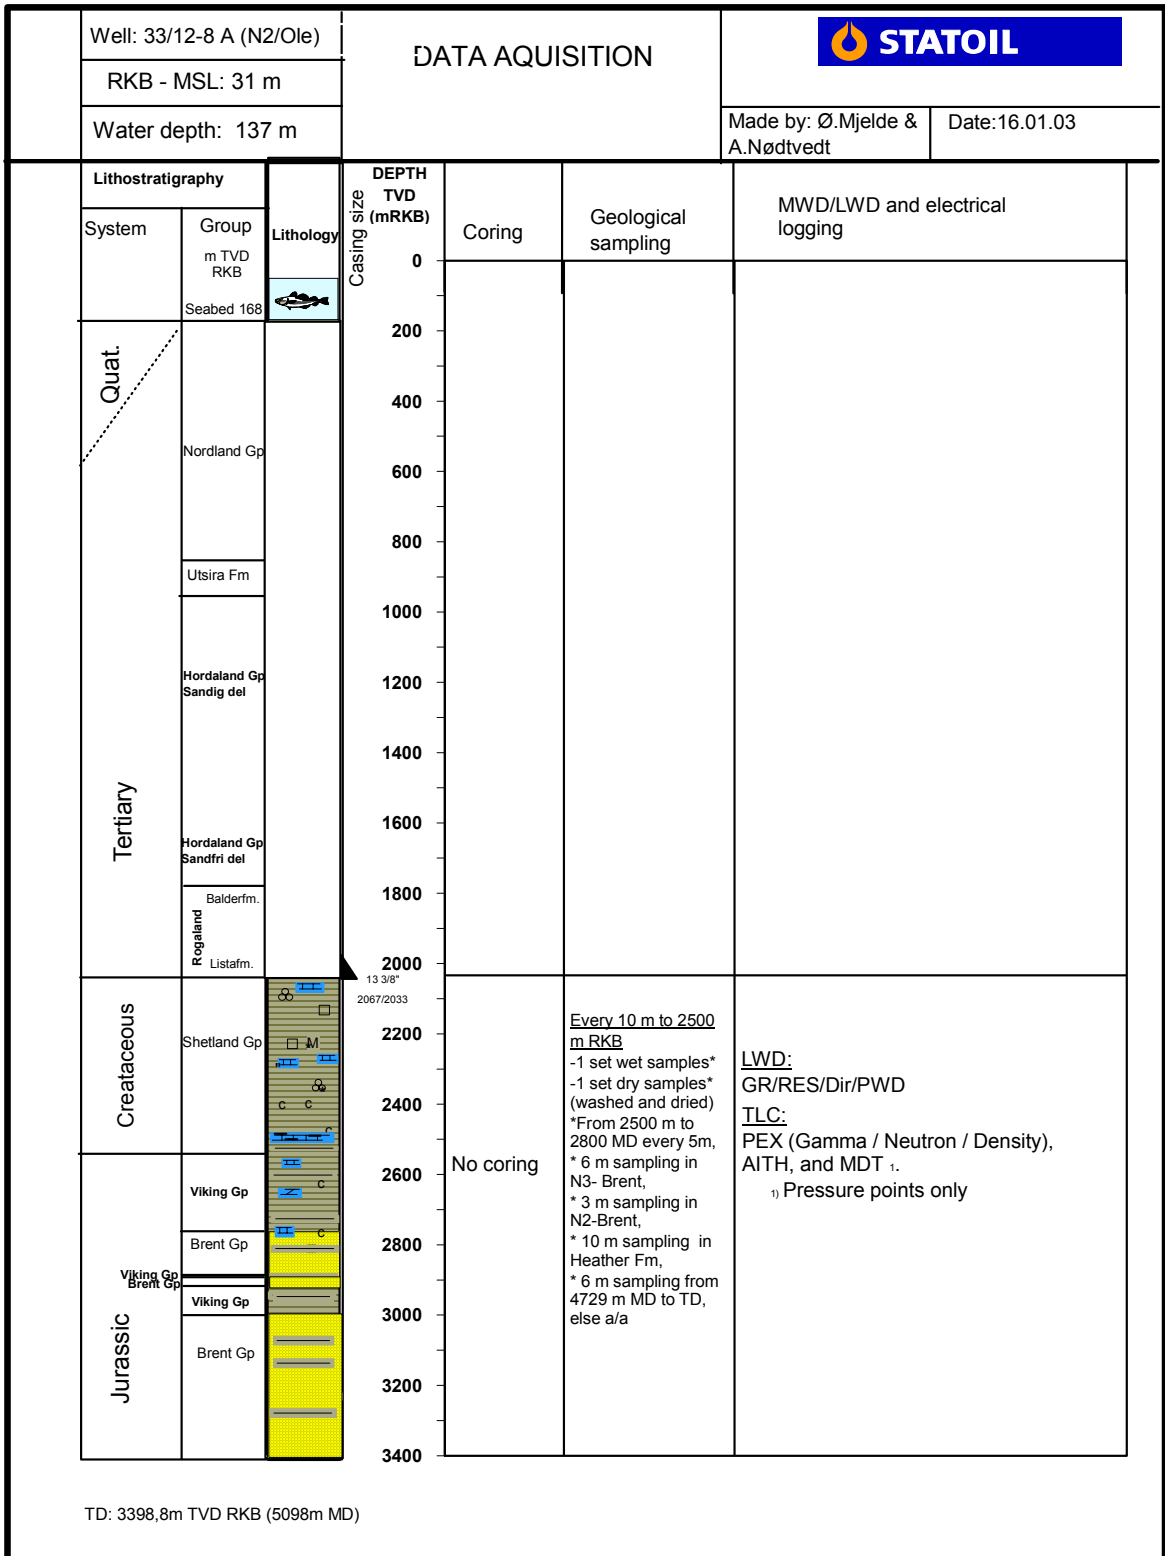 Well: 33/12-8 A (N2/Ole)
RKB - MSL: 31 m
Water depth: 137 m
DATA AQUISITION
STATOIL
Made by: Ø.Mjelde &
A.Nødtvedt
Date:16.01.03
Lithostratigraphy
System
Group
m TVD
RKB
Seabed 168
Lithology
Casing size
DEPTH
TVD
(mRKB)
Coring
Geological
sampling
MWD/LWD and electrical
logging
0
200
400
600
800
1000
1200
1400
1600
1800
2000
2200
2400
2600
2800
3000
3200
3400
Quat.
Tertiary
Creataceous
Jurassic
Nordland Gp
Utsira Fm
Hordaland Gp
Sandig del
Hordaland Gp
Sandfri del
Rogaland
Balderfm.
Listafm.
Shetland Gp
Viking Gp
Brent Gp
Viking Gp
Brent Gp
Viking Gp
Brent Gp
M
c c
c
c
c
13 3/8"
2067/2033
No coring
Every 10 m to 2500
m RKB
-1 set wet samples*
-1 set dry samples*
(washed and dried)
*From 2500 m to
2800 MD every 5m,
* 6 m sampling in
N3- Brent,
* 3 m sampling in
N2-Brent,
* 10 m sampling in
Heather Fm,
* 6 m sampling from
4729 m MD to TD,
else a/a
LWD:
GR/RES/Dir/PWD
TLC:
PEX (Gamma / Neutron / Density),
AITH, and MDT 1.
1) Pressure points only
TD: 3398,8m TVD RKB (5098m MD)